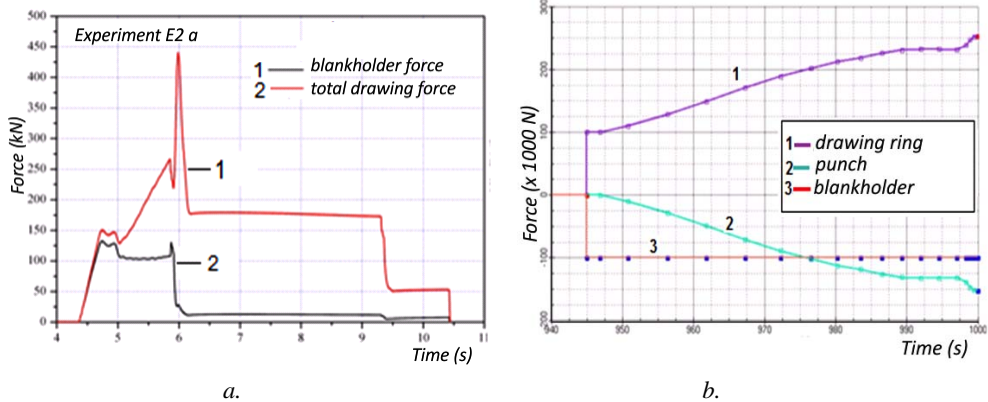 Experiment E2 a
1 blankholder force
2 total drawing force
Force (kN)
500
450
400
350
300
250
200
150
100
50
0
1
2
4 5 6 7 8 9 10 11
Time (s)
a.
Force (x 1000 N)
300
200
100
0
-100
-200
1
2
3
1 drawing ring
2 punch
3 blankholder
940 950 960 970 980 990 1000
Time (s)
b.